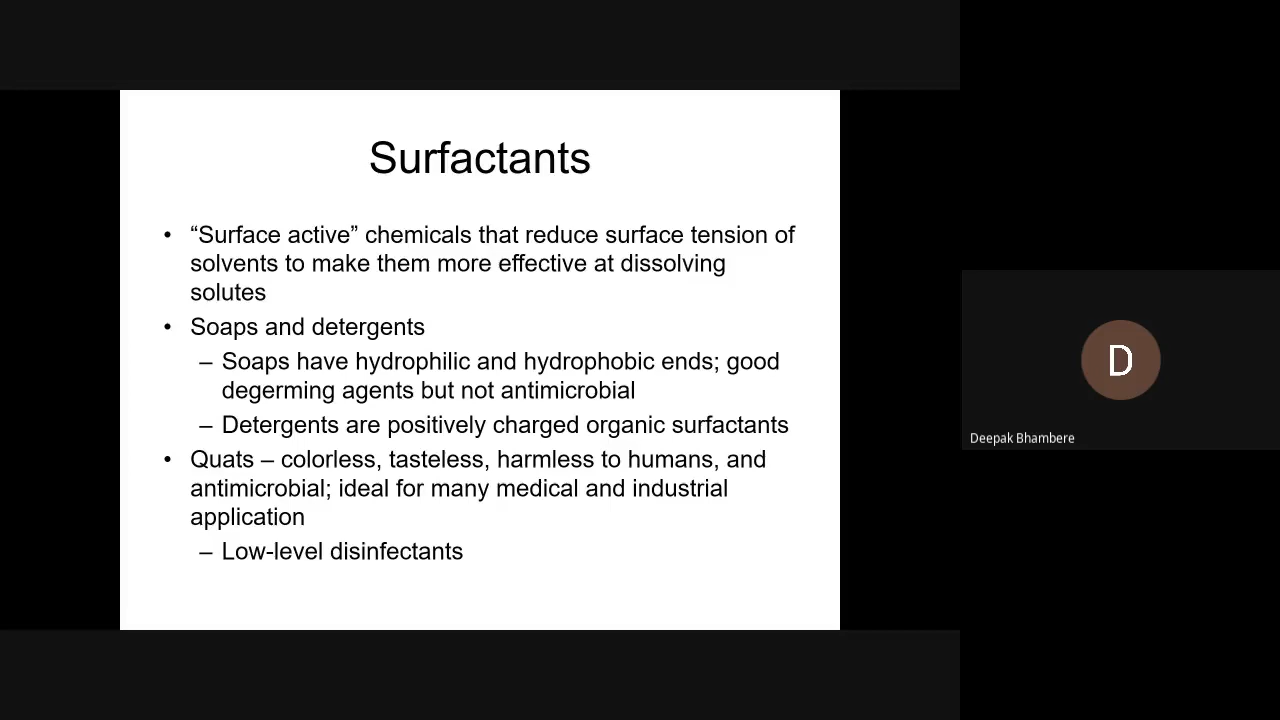 Surfactants
• “Surface active” chemicals that reduce surface tension of
solvents to make them more effective at dissolving
solutes
• Soaps and detergents
– Soaps have hydrophilic and hydrophobic ends; good
degerming agents but not antimicrobial
– Detergents are positively charged organic surfactants
• Quats – colorless, tasteless, harmless to humans, and
antimicrobial; ideal for many medical and industrial
application
– Low-level disinfectants
D
Deepak Bhambere